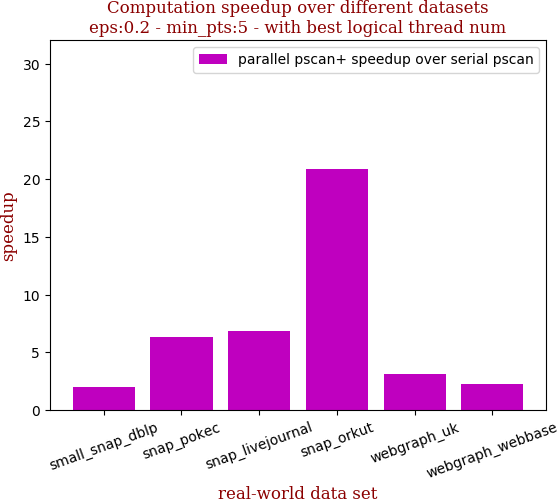 Computation speedup over different datasets
eps:0.2 - min_pts:5 - with best logical thread num
parallel pscan+ speedup over serial pscan
speedup
30
25
20
15
10
5
0
small_snap_dblp
snap_pokec
snap_livejournal
snap_orkut
webgraph_uk
webgraph_webbase
real-world data set